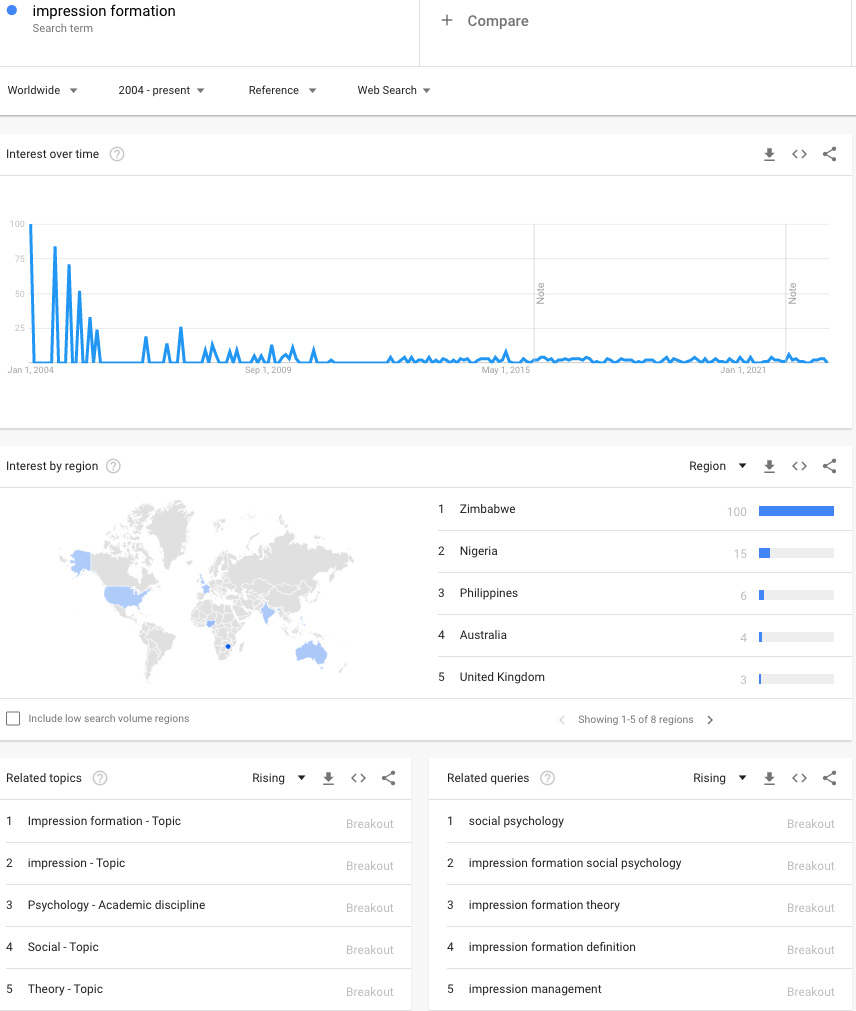 impression formation
Search term
+ Compare
Worldwide
2004 - present
Reference
Web Search
Interest over time ?
100
75
50
25
Note
Note
Jan 1, 2004
Sep 1, 2009
May 1, 2015
Jan 1, 2021
Interest by region ?
Region
1 Zimbabwe 100
2 Nigeria 15
3 Philippines 6
4 Australia 4
5 United Kingdom 3
Include low search volume regions
Showing 1-5 of 8 regions
Related topics ?
Rising
1 Impression formation - Topic Breakout
2 impression - Topic Breakout
3 Psychology - Academic discipline Breakout
4 Social - Topic Breakout
5 Theory - Topic Breakout
Related queries ?
Rising
1 social psychology Breakout
2 impression formation social psychology Breakout
3 impression formation theory Breakout
4 impression formation definition Breakout
5 impression management Breakout